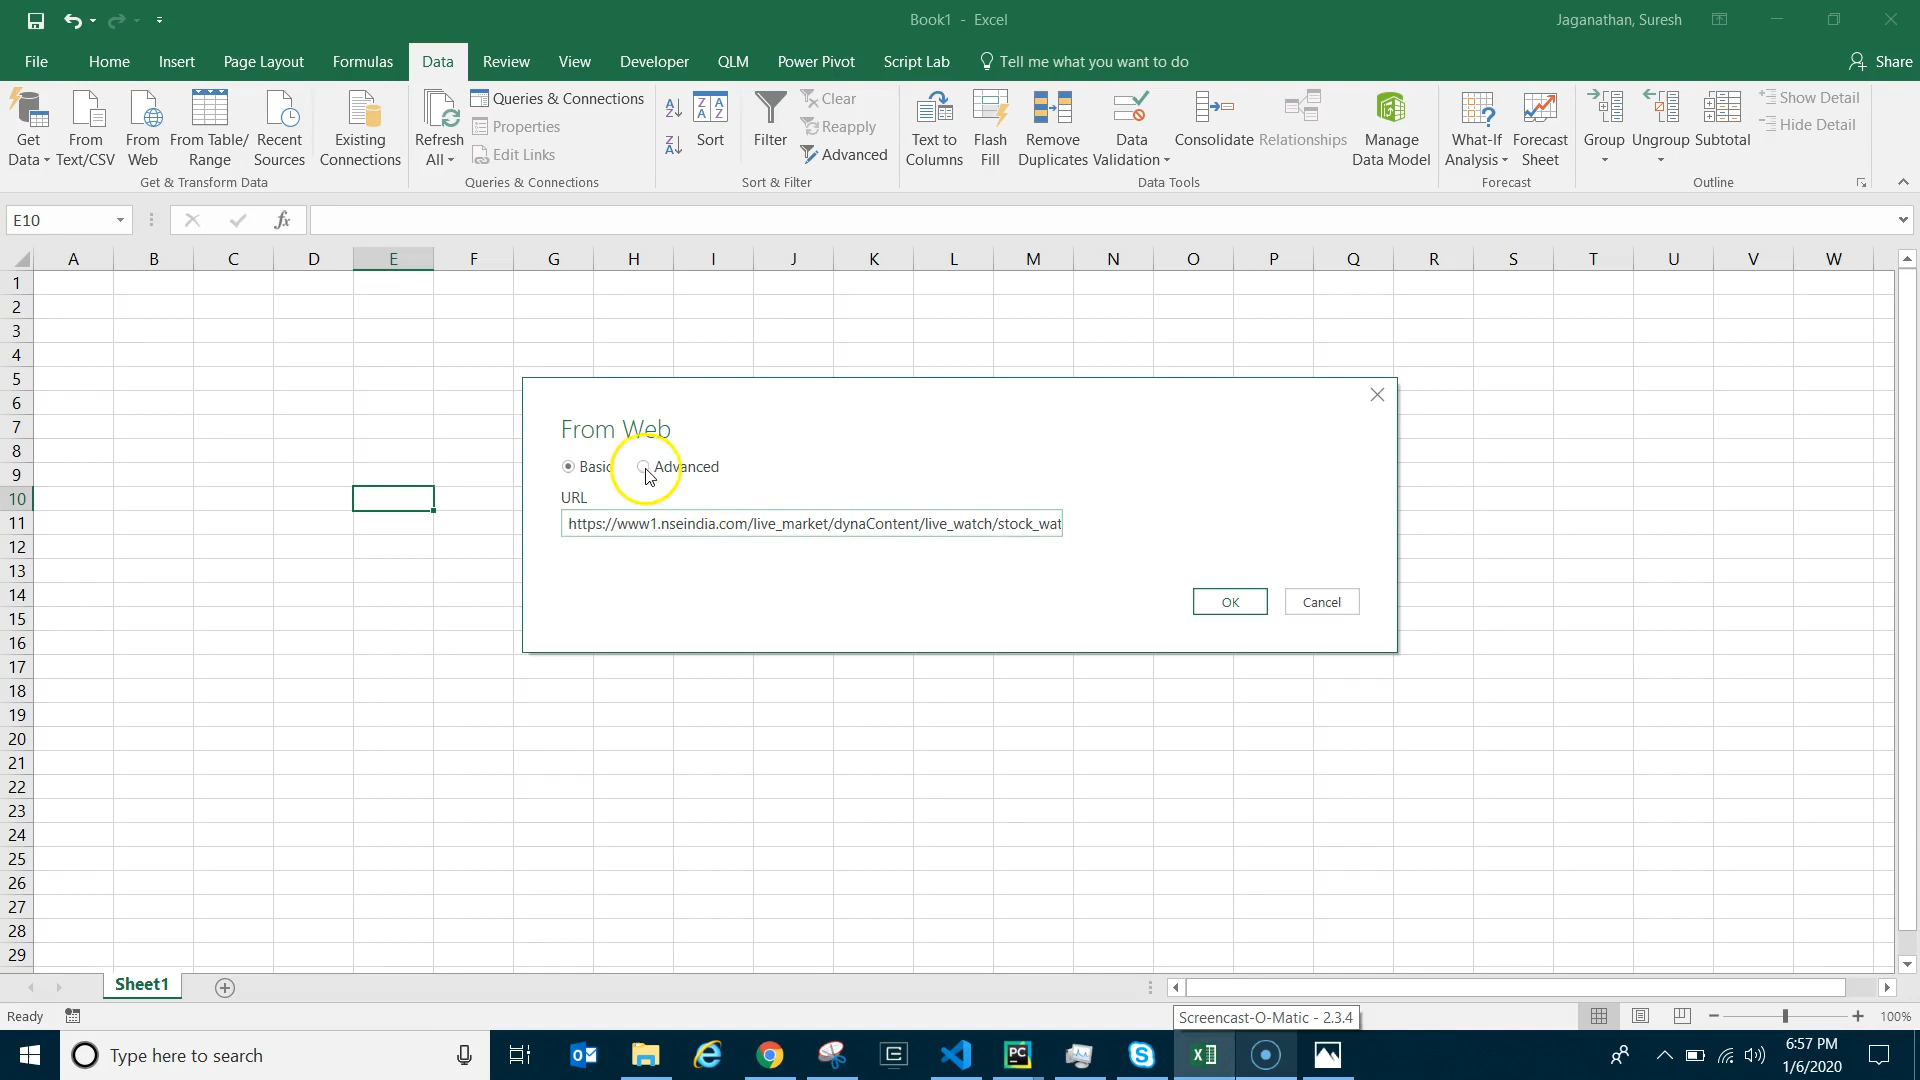 Book1 - Excel
Jaganathan, Suresh
File Home Insert Page Layout Formulas Data Review View Developer QLM Power Pivot Script Lab Tell me what you want to do Share
Get Data
From Text/CSV
From Web
From Table/ Range
Recent Sources
Existing Connections
Refresh All
Queries & Connections
Properties
Edit Links
A Z
Z A
Z A A Z
Sort
Filter
Clear
Reapply
Advanced
Text to Columns
Flash Fill
Remove Duplicates
Data Validation
Consolidate
Relationships
Manage Data Model
What-If Analysis
Forecast Sheet
Group
Ungroup
Subtotal
Show Detail
Hide Detail
Get & Transform Data
Queries & Connections
Sort & Filter
Data Tools
Forecast
Outline
E10
fx
A B C D E F G H I J K L M N O P Q R S T U V W
1
2
3
4
5
6
7
8
9
10
11
12
13
14
15
16
17
18
19
20
21
22
23
24
25
26
27
28
29
From Web
Basic Advanced
URL
https://www1.nseindia.com/live_market/dynaContent/live_watch/stock_wat
OK Cancel
Sheet1
Ready
Screencast-O-Matic - 2.3.4
100%
Type here to search
PC
6:57 PM
1/6/2020